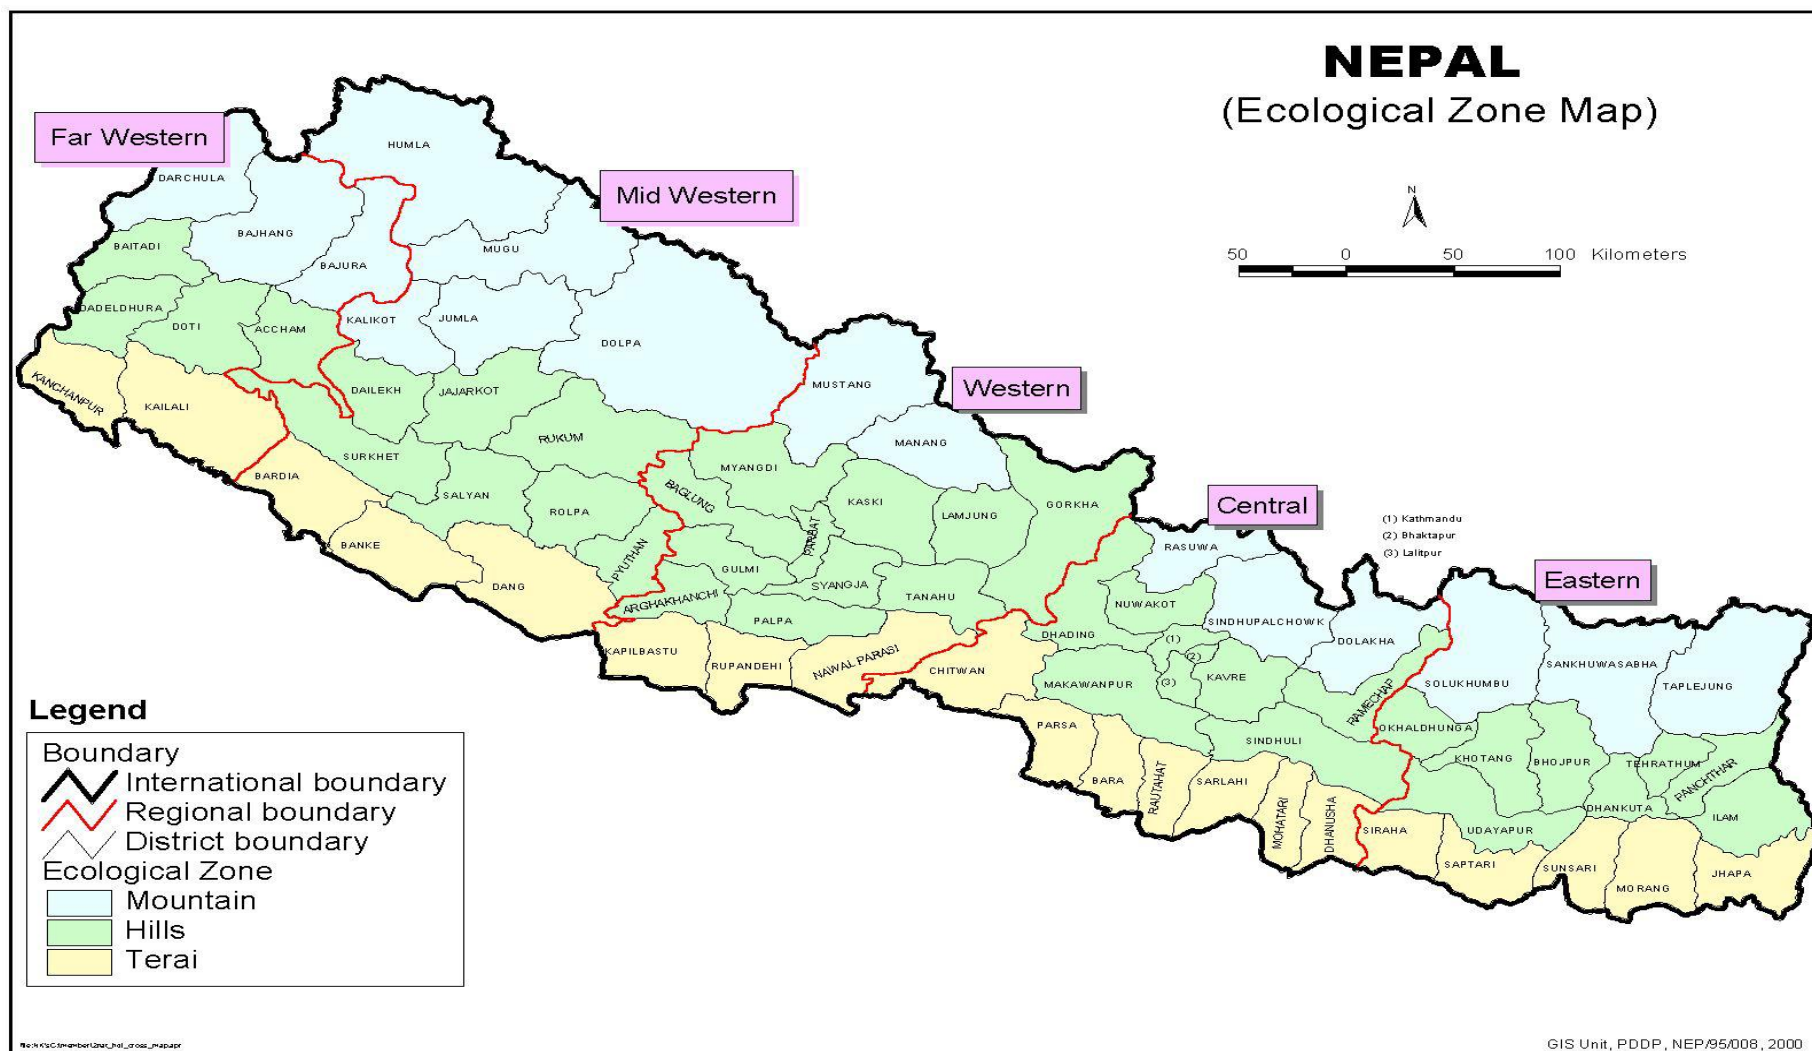 NEPAL
(Ecological Zone Map)
Far Western
Mid Western
Western
Central
Eastern
N
50 0 50 100 Kilometers
(1) Kathmandu
(2) Bhaktapur
(3) Lalitpur
HUMLA
DARCHULA
BAJHANG
BAITADI
BAJURA
MUGU
DADELDHURA
DOTI
ACCHAM
KALIKOT
JUMLA
DOLPA
KANCHANPUR
KAILALI
DAILEKH
JAJARKOT
MUSTANG
RUKUM
MANANG
SURKHET
BARDIA
SALYAN
ROLPA
MYANGDI
BAGLUNG
KASKI
LAMJUNG
GORKHA
PARBAT
BANKE
DANG
PYUTHAN
GULMI
SYANGJA
TANAHU
ARGHAKHANCHI
PALPA
RASUWA
NUWAKOT
SINDHUPALCHOWK
DHADING
(1)
(2)
(3)
DOLAKHA
KAPILBASTU
RUPANDEHI
NAWAL PARASI
CHITWAN
MAKAWANPUR
KAVRE
RAMECHAP
SOLUKHUMBU
SANKHUWASABHA
TAPLEJUNG
PARSA
BARA
RAUTAHAT
SARLAHI
SINDHULI
MOHATARI
DHANUSHA
OKHALDHUNGA
KHOTANG
BHOJPUR
TEHRATHUM
PANCHTHAR
DHANKUTA
ILAM
SIRAHA
UDAYAPUR
SAPTARI
SUNSARI
MORANG
JHAPA
Legend
Boundary
International boundary
Regional boundary
District boundary
Ecological Zone
Mountain
Hills
Terai
GIS Unit, PDDP, NEP/95/008, 2000